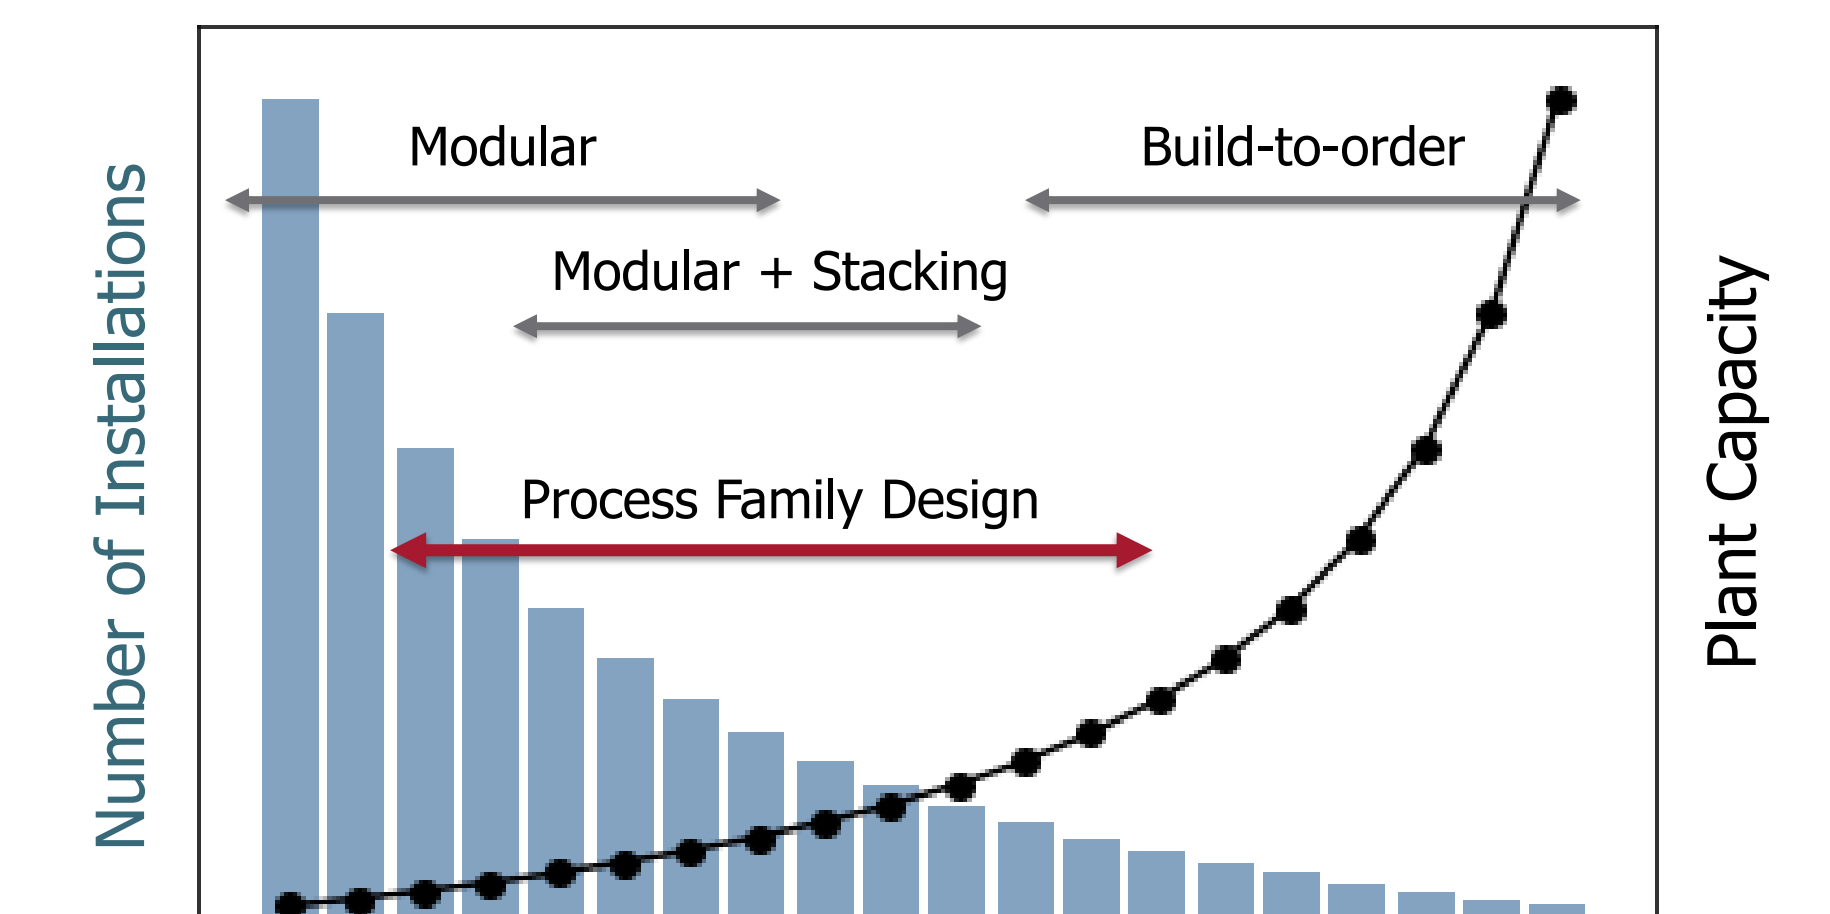 Number of Installations
Modular
Build-to-order
Modular + Stacking
Process Family Design
Plant Capacity